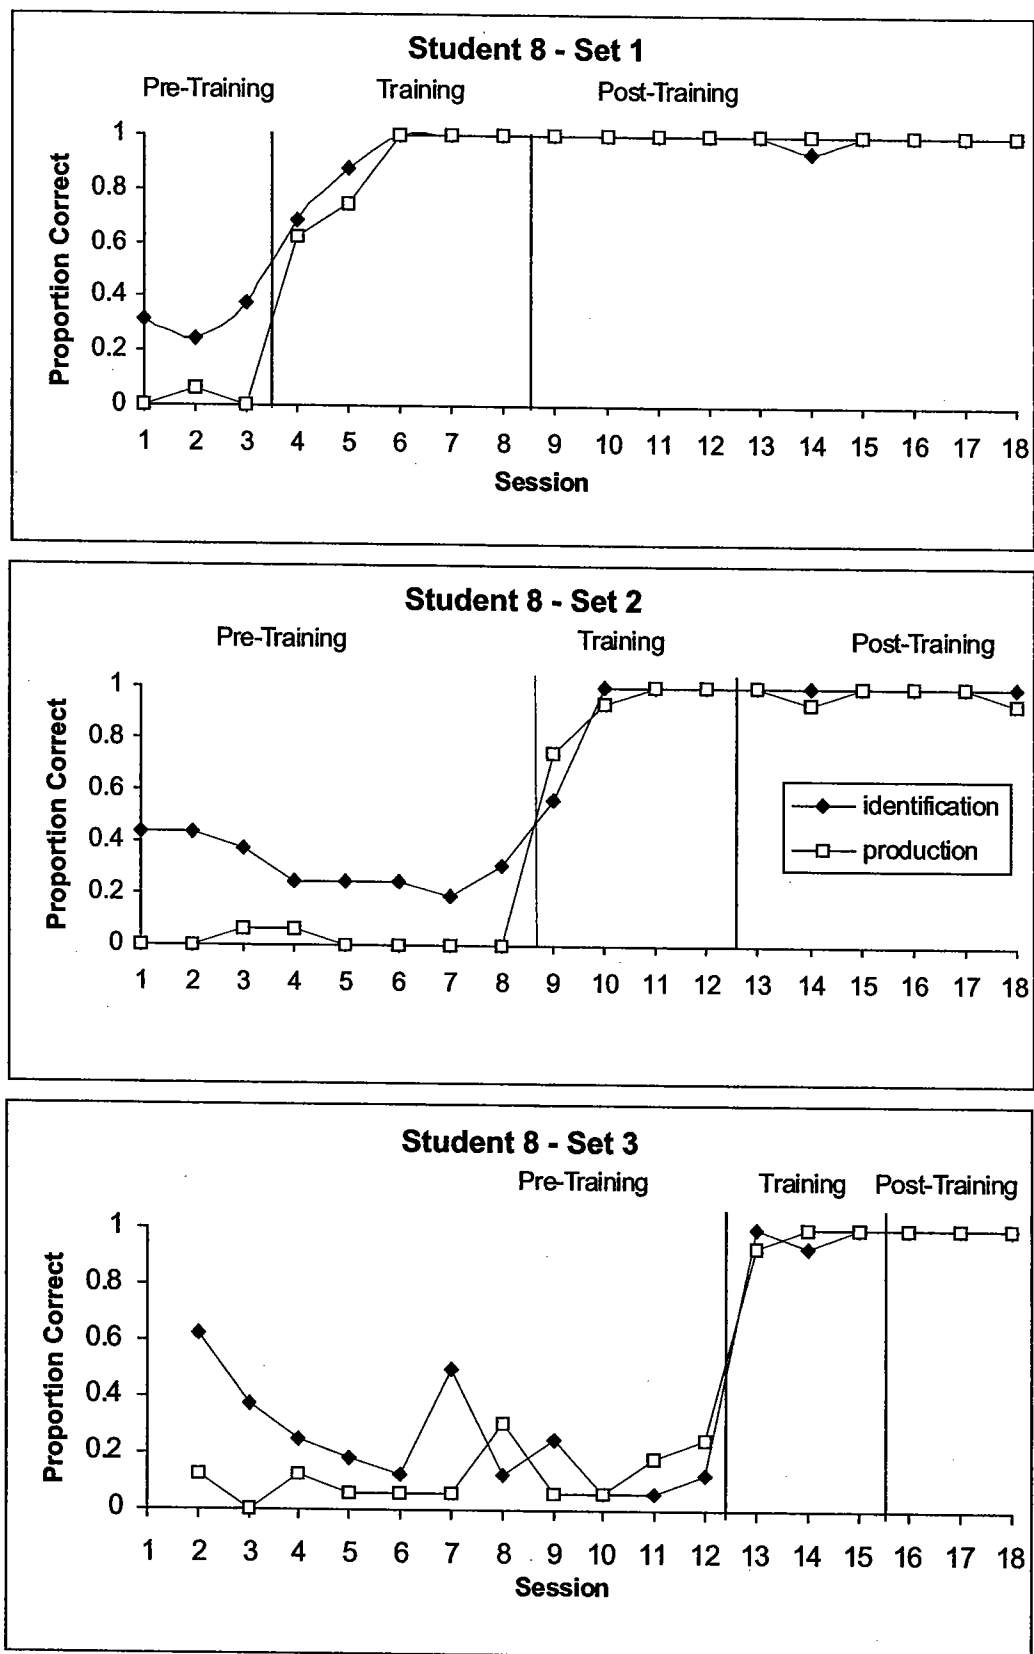 Student 8 - Set 1
Pre-Training Training Post-Training
1
0.8
0.6
0.4
0.2
0
Proportion Correct
1 2 3 4 5 6 7 8 9 10 11 12 13 14 15 16 17 18
Session
Student 8 - Set 2
Pre-Training Training Post-Training
1
0.8
0.6
0.4
0.2
0
Proportion Correct
identification
production
1 2 3 4 5 6 7 8 9 10 11 12 13 14 15 16 17 18
Student 8 - Set 3
Pre-Training Training Post-Training
1
0.8
0.6
0.4
0.2
0
Proportion Correct
1 2 3 4 5 6 7 8 9 10 11 12 13 14 15 16 17 18
Session